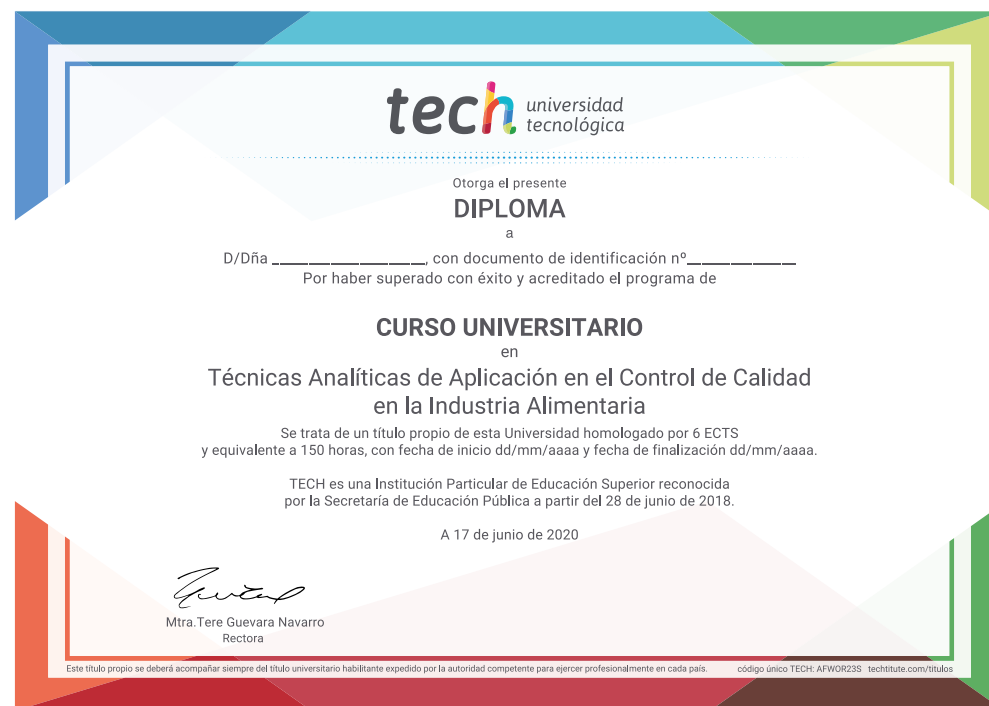 tech universidad
tecnológica
Otorga el presente
DIPLOMA
a
D/Dña ____________________, con documento de identificación nº______________
Por haber superado con éxito y acreditado el programa de
CURSO UNIVERSITARIO
en
Técnicas Analíticas de Aplicación en el Control de Calidad
en la Industria Alimentaria
Se trata de un título propio de esta Universidad homologado por 6 ECTS
y equivalente a 150 horas, con fecha de inicio dd/mm/aaaa y fecha de finalización dd/mm/aaaa.
TECH es una Institución Particular de Educación Superior reconocida
por la Secretaría de Educación Pública a partir del 28 de junio de 2018.
A 17 de junio de 2020
Mtra.Tere Guevara Navarro
Rectora
Este título propio se deberá acompañar siempre del título universitario habilitante expedido por la autoridad competente para ejercer profesionalmente en cada país. código único TECH: AFWOR23S techtitute.com/titulos